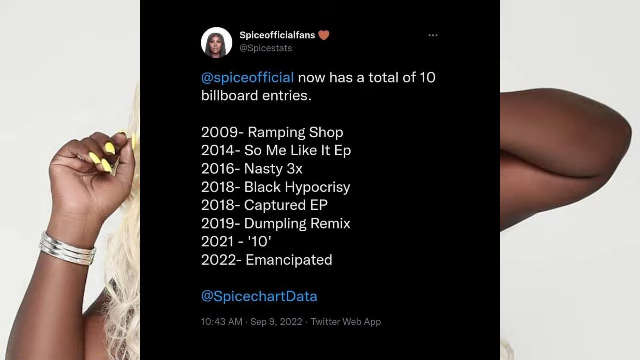 Spiceofficialfans 🧡
@Spicestats
@spiceofficial now has a total of 10
billboard entries.
2009- Ramping Shop
2014- So Me Like It Ep
2016- Nasty 3x
2018- Black Hypocrisy
2018- Captured EP
2019- Dumpling Remix
2021 - '10'
2022- Emancipated
@SpicechartData
10:43 AM · Sep 9, 2022 · Twitter Web App